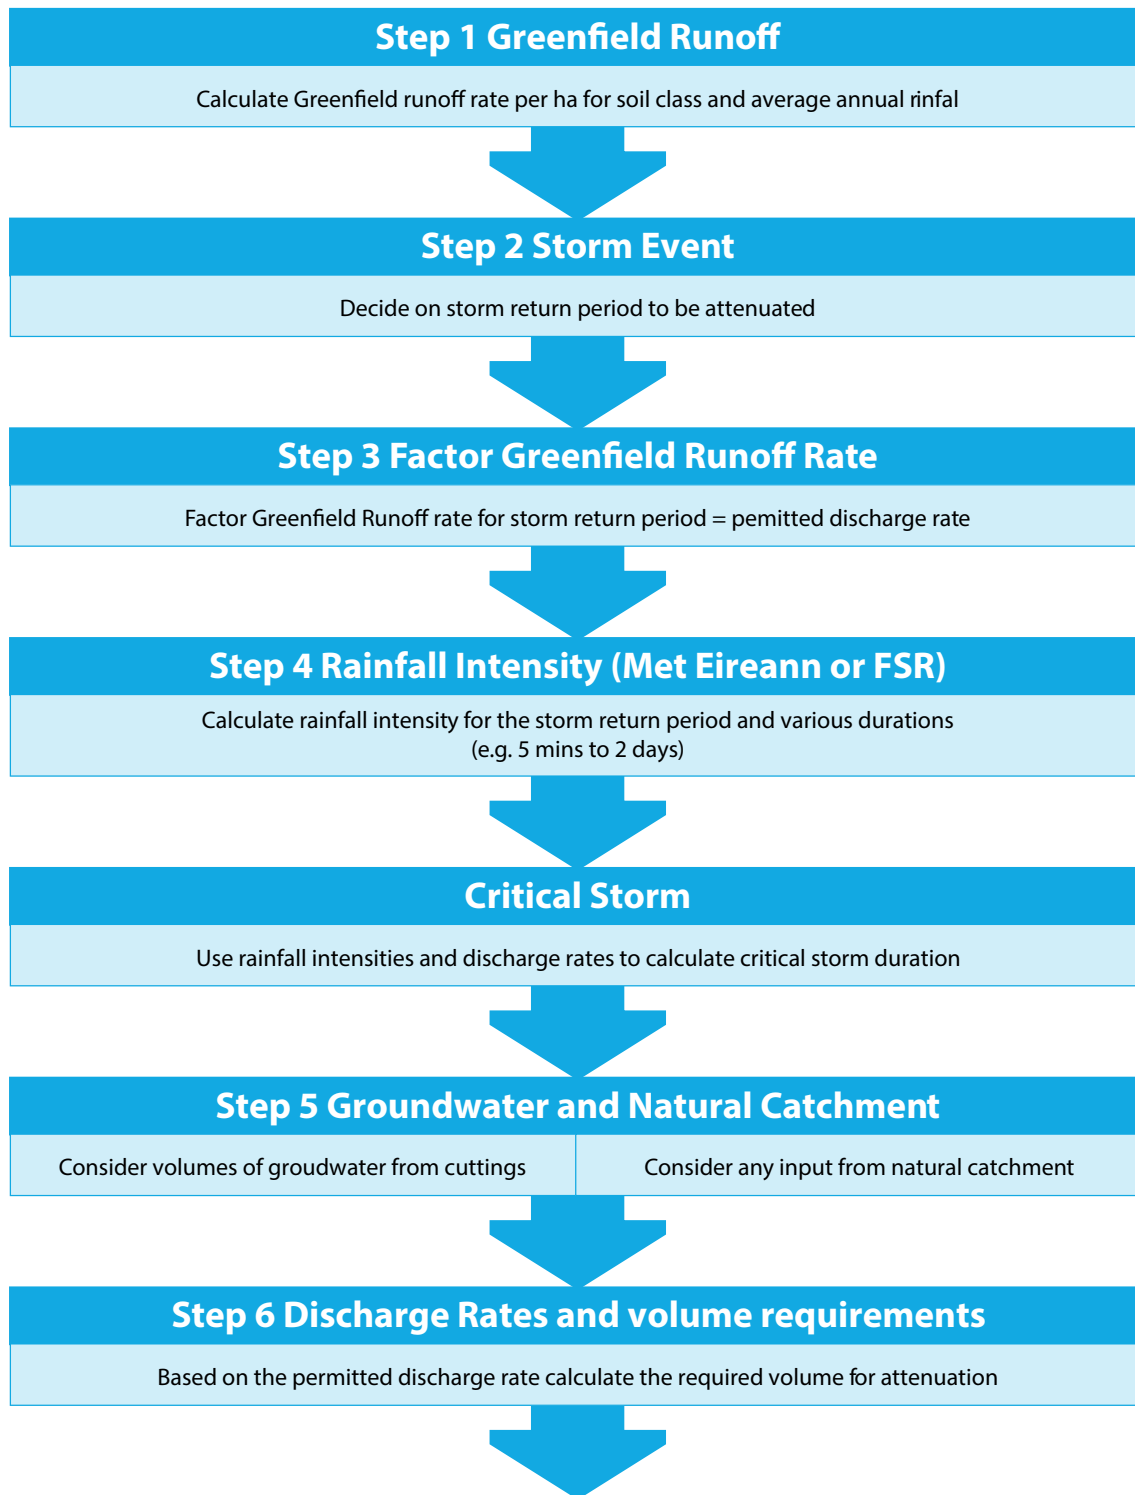 Step 1 Greenfield Runoff
Calculate Greenfield runoff rate per ha for soil class and average annual rinfal
Step 2 Storm Event
Decide on storm return period to be attenuated
Step 3 Factor Greenfield Runoff Rate
Factor Greenfield Runoff rate for storm return period = pemitted discharge rate
Step 4 Rainfall Intensity (Met Eireann or FSR)
Calculate rainfall intensity for the storm return period and various durations
(e.g. 5 mins to 2 days)
Critical Storm
Use rainfall intensities and discharge rates to calculate critical storm duration
Step 5 Groundwater and Natural Catchment
Consider volumes of groudwater from cuttings
Consider any input from natural catchment
Step 6 Discharge Rates and volume requirements
Based on the permitted discharge rate calculate the required volume for attenuation